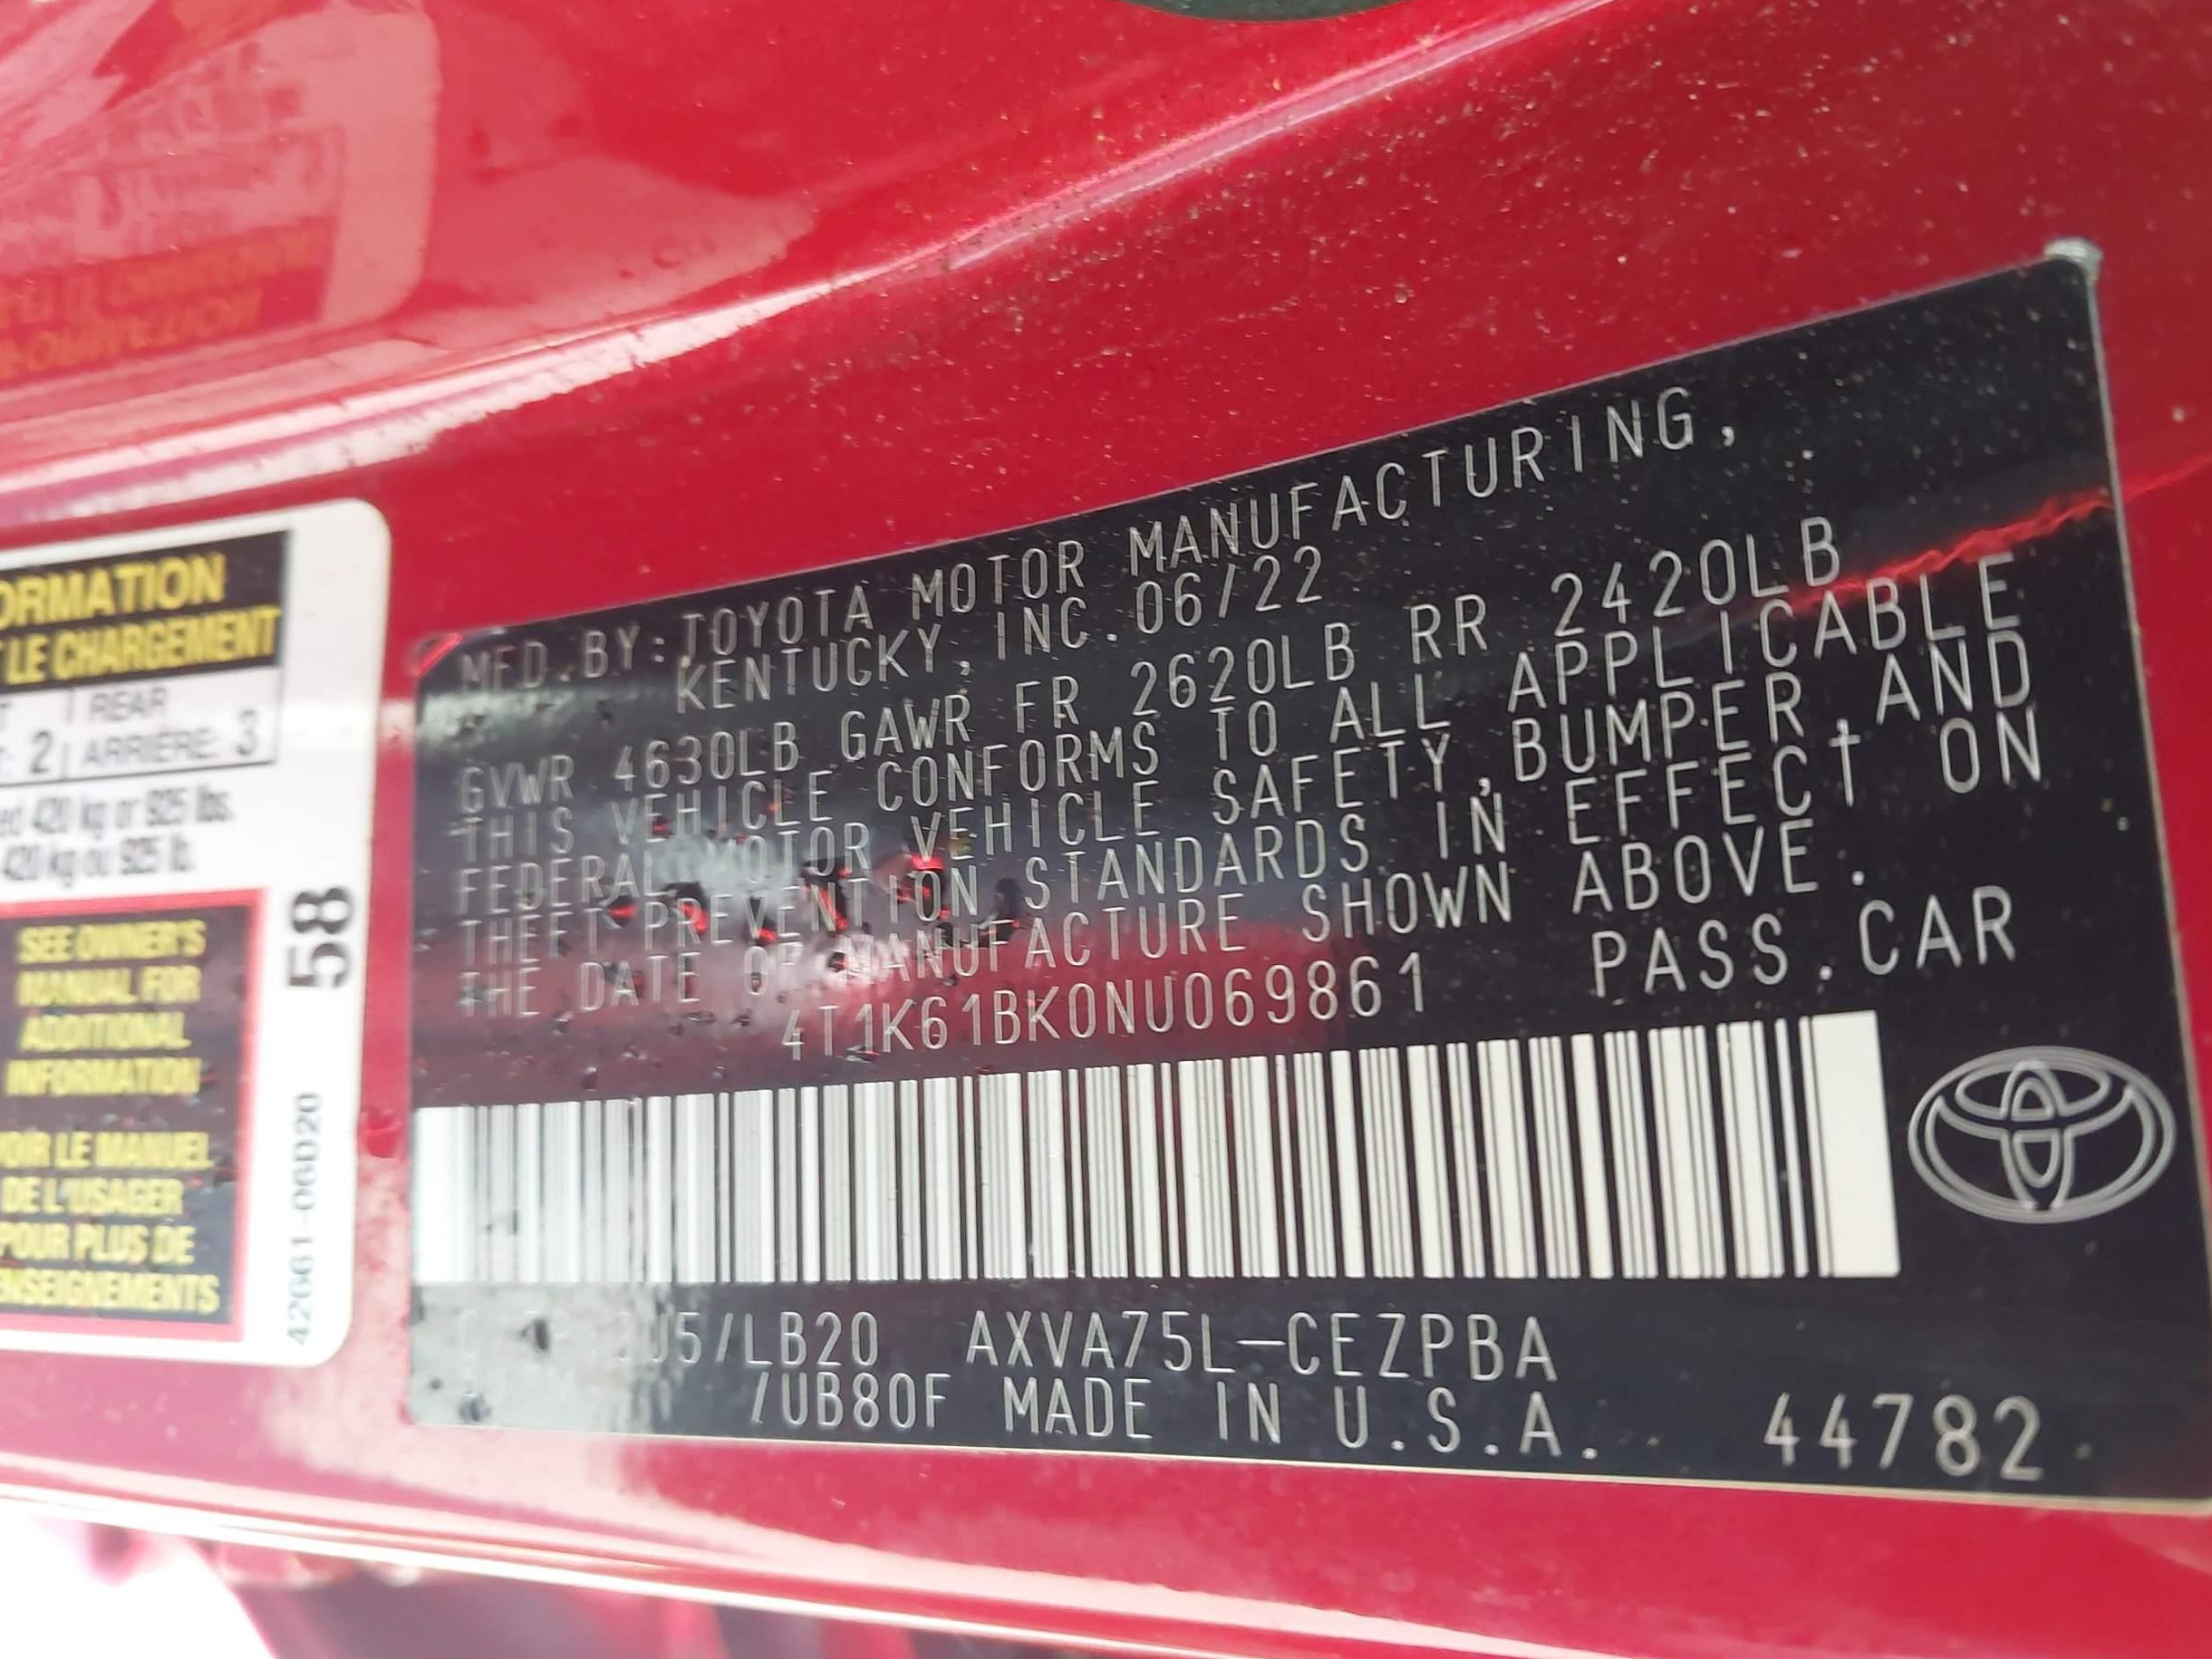 ORMATION
LE CHARGEMENT
REAR
2 ARRIÈRE: 3
420 kg or 925 lbs.
420 kg ou 925 lb.
SEE OWNER'S
MANUAL FOR
ADDITIONAL
INFORMATION
VOIR LE MANUEL
DE L'USAGER
POUR PLUS DE
ENSEIGNEMENTS
58
42661-06D20
MFD.BY:TOYOTA MOTOR MANUFACTURING,
KENTUCKY, INC.06/22
GVWR 4630LB GAWR FR 2620LB RR 2420LB
THIS VEHICLE CONFORMS TO ALL APPLICABLE
FEDERAL MOTOR VEHICLE SAFETY,BUMPER,AND
THEFT PREVENTION STANDARDS IN EFFECT ON
THE DATE OF MANUFACTURE SHOWN ABOVE.
4T1K61BK0NU069861 PASS.CAR
/LB20 AXVA75L-CEZPBA
/UB80F MADE IN U.S.A. 44782